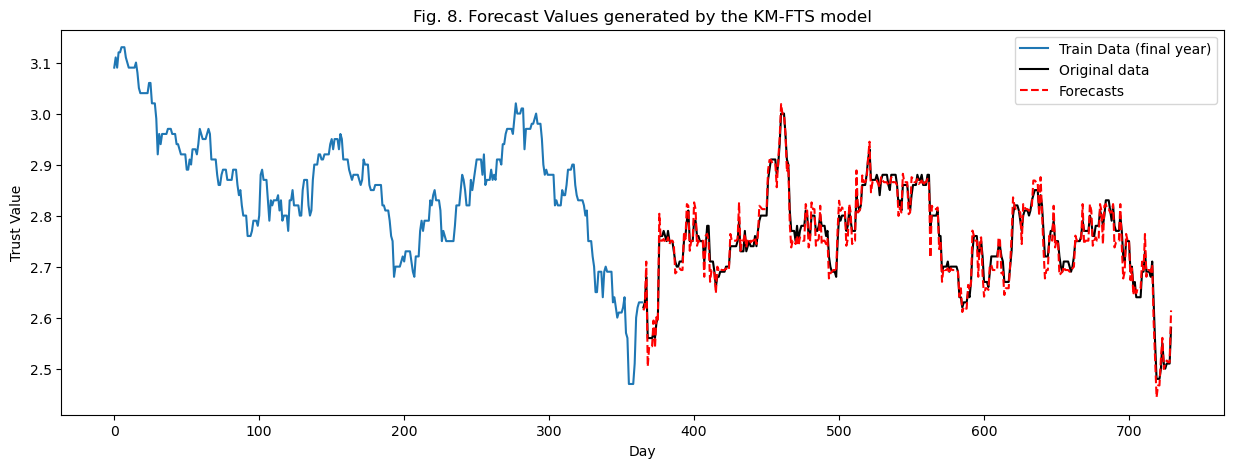 Fig. 8. Forecast Values generated by the KM-FTS model
Train Data (final year)
Original data
Forecasts
Trust Value
3.1
3.0
2.9
2.8
2.7
2.6
2.5
0 100 200 300 400 500 600 700
Day